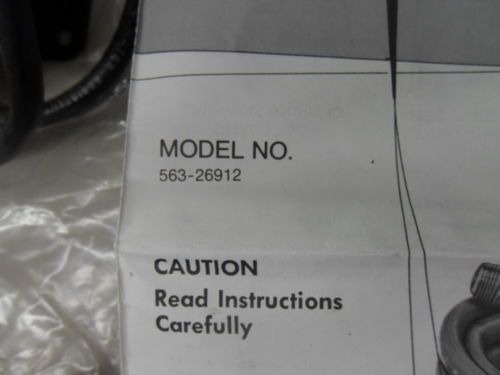 MODEL NO.
563-26912
CAUTION
Read Instructions
Carefully